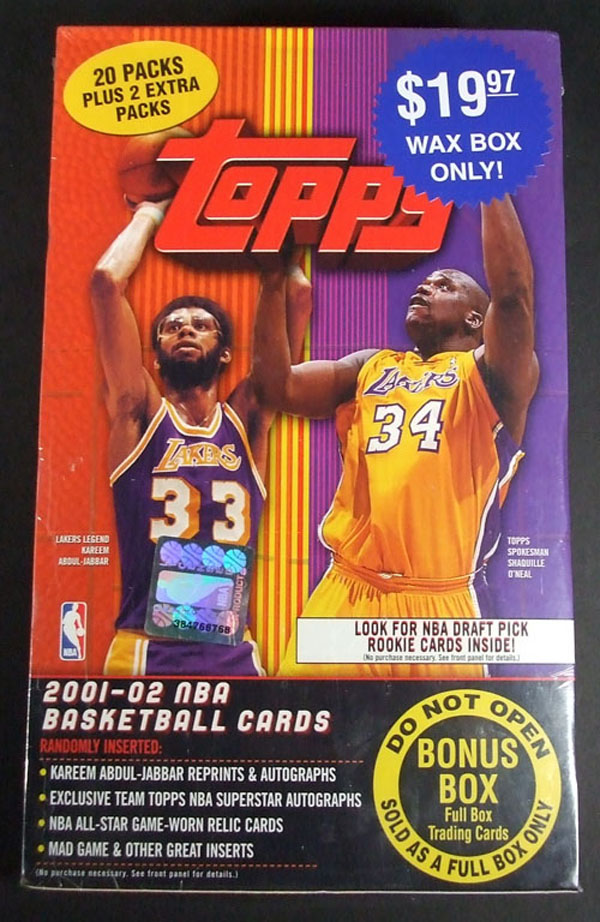 20 PACKS
PLUS 2 EXTRA
PACKS
$19.97
WAX BOX
ONLY!
Topps
LAKERS
33
LAKERS
34
LAKERS LEGEND
KAREEM
ABDUL-JABBAR
TOPPS
SPOKESMAN
SHAQUILLE
O'NEAL
NBA
NBA
PRODUCT
384766768
LOOK FOR NBA DRAFT PICK
ROOKIE CARDS INSIDE!
(No purchase necessary. See front panel for details.)
2001-02 NBA
BASKETBALL CARDS
RANDOMLY INSERTED:
• KAREEM ABDUL-JABBAR REPRINTS & AUTOGRAPHS
• EXCLUSIVE TEAM TOPPS NBA SUPERSTAR AUTOGRAPHS
• NBA ALL-STAR GAME-WORN RELIC CARDS
• MAD GAME & OTHER GREAT INSERTS
(No purchase necessary. See front panel for details.)
DO NOT OPEN
BONUS
BOX
Full Box
Trading Cards
SOLD AS A FULL BOX ONLY